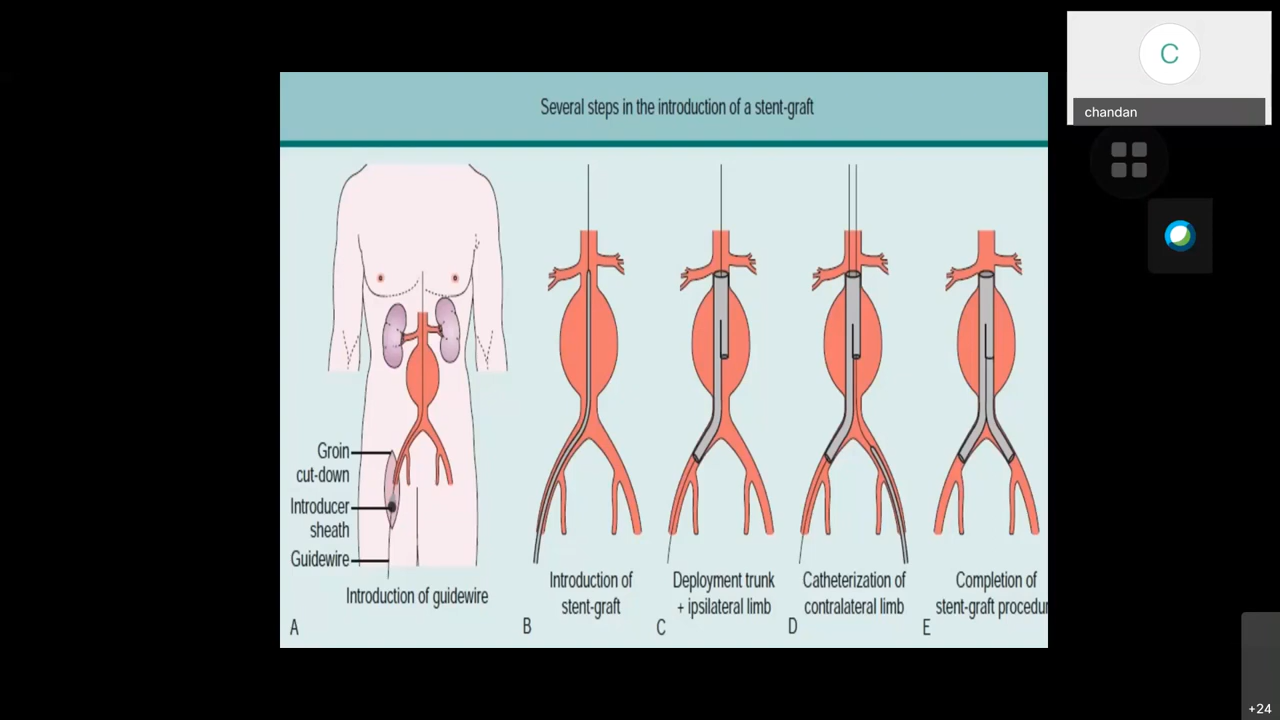 C
chandan
Several steps in the introduction of a stent-graft
Groin
cut-down
Introducer
sheath
Guidewire
Introduction of guidewire
A
Introduction of
stent-graft
B
Deployment trunk
+ ipsilateral limb
C
Catheterization of
contralateral limb
D
Completion of
stent-graft procedur
E
+24